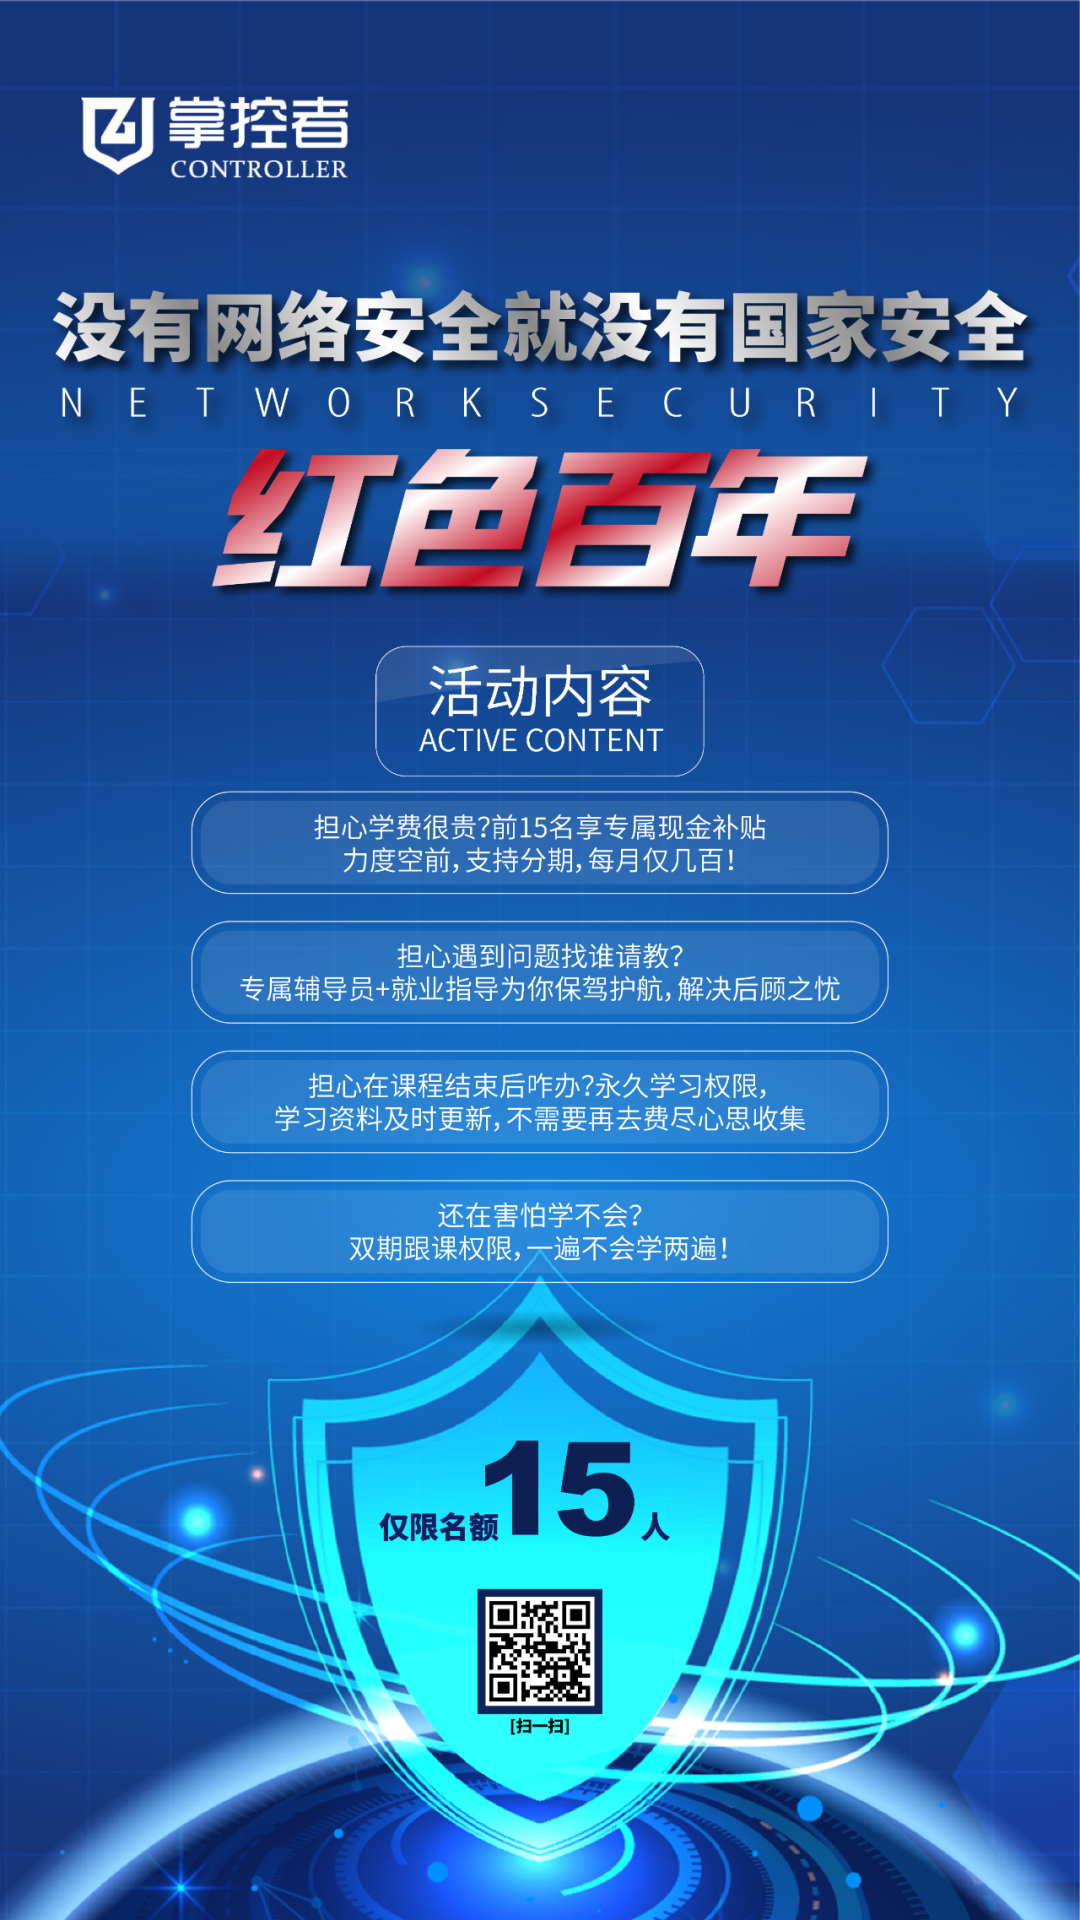 掌控者
CONTROLLER
没有网络安全就没有国家安全
NETWORKSECURITY
红色百年
活动内容
ACTIVE CONTENT
担心学费很贵?前15名享专属现金补贴
力度空前,支持分期,每月仅几百!
担心遇到问题找谁请教?
专属辅导员+就业指导为你保驾护航,解决后顾之忧
担心在课程结束后咋办?永久学习权限,
学习资料及时更新,不需要再去费尽心思收集
还在害怕学不会?
双期跟课权限,一遍不会学两遍!
仅限名额15人
[扫一扫]